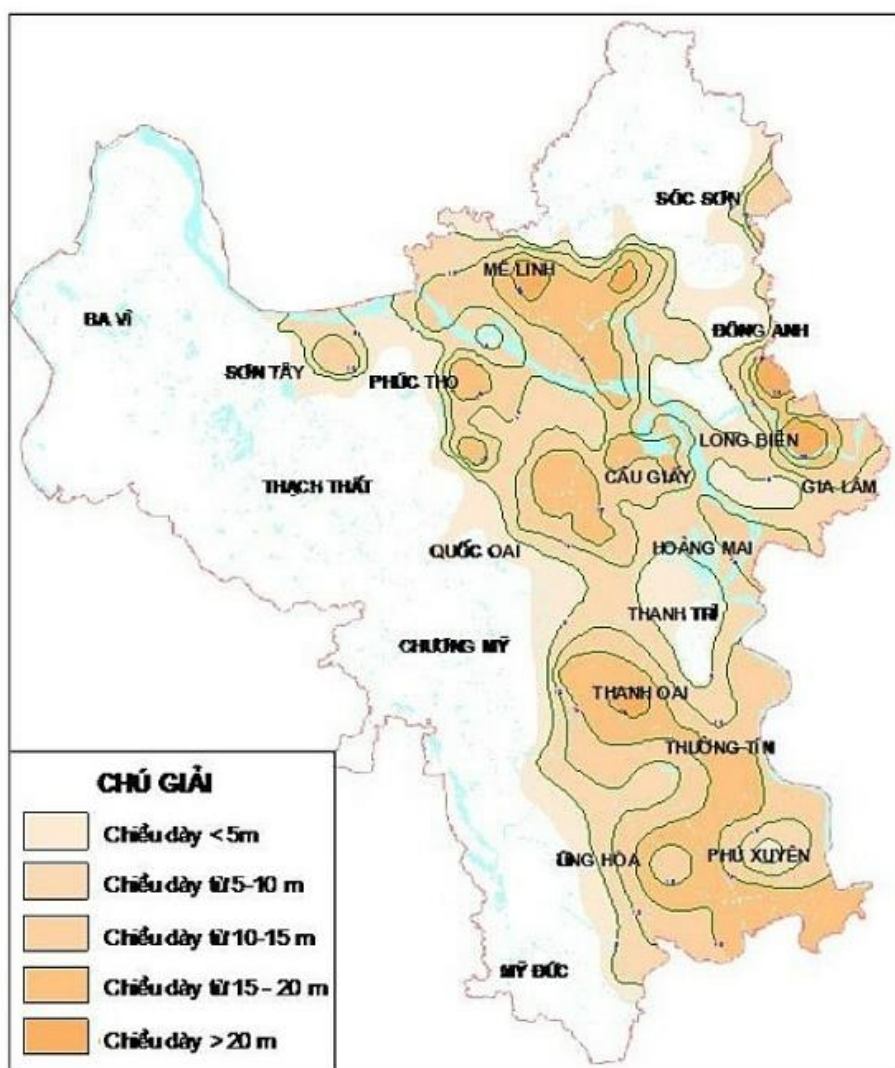 SÓC SƠN
MÊ LINH
BA VÌ
ĐÔNG ANH
SƠN TÂY
PHÚC THỌ
LONG BIÊN
CẦU GIẤY
THẠCH THẤT
GIA LÂM
QUỐC OAI
HOÀNG MAI
THANH TRÌ
CHƯƠNG MỸ
THANH OAI
THƯỜNG TÍN
ỨNG HÒA
PHÚ XUYÊN
MỸ ĐỨC
CHÚ GIẢI
Chiều dày < 5m
Chiều dày từ 5-10 m
Chiều dày từ 10-15 m
Chiều dày từ 15 - 20 m
Chiều dày > 20 m